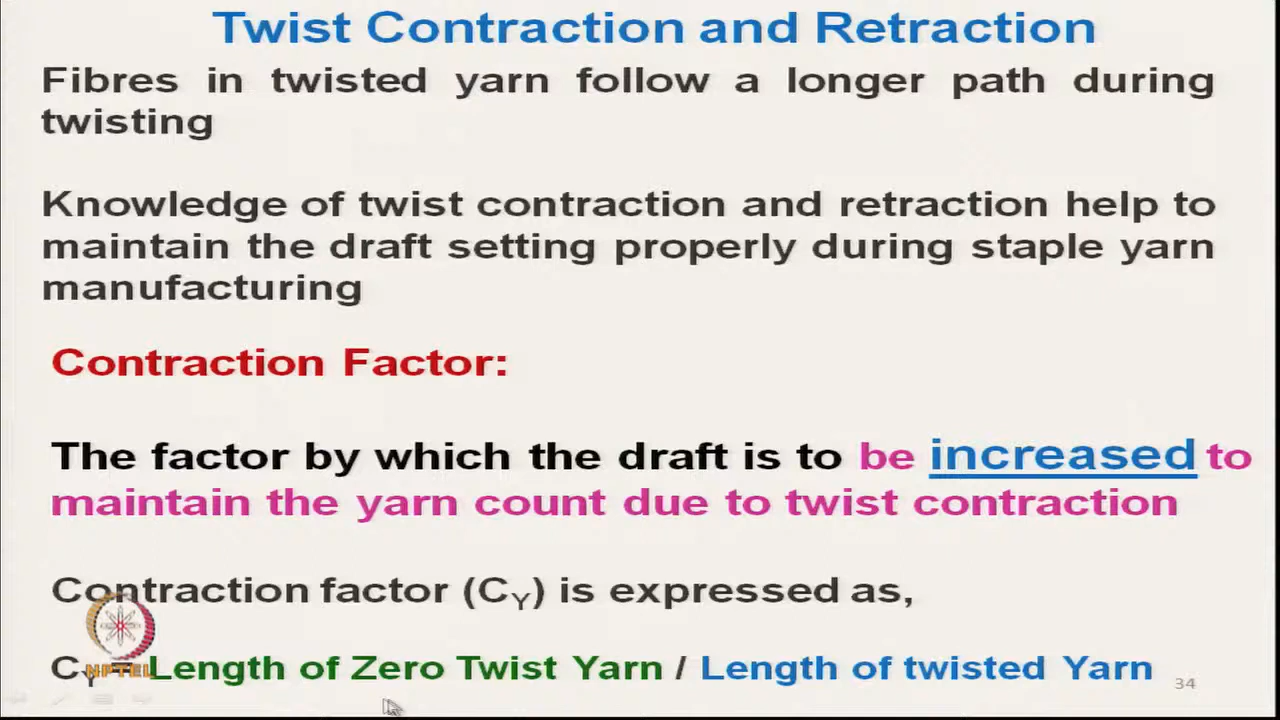 Twist Contraction and Retraction
Fibres in twisted yarn follow a longer path during
twisting
Knowledge of twist contraction and retraction help to
maintain the draft setting properly during staple yarn
manufacturing
Contraction Factor:
The factor by which the draft is to be increased to
maintain the yarn count due to twist contraction
Contraction factor (CY) is expressed as,
CY = Length of Zero Twist Yarn / Length of twisted Yarn
NPTEL
34